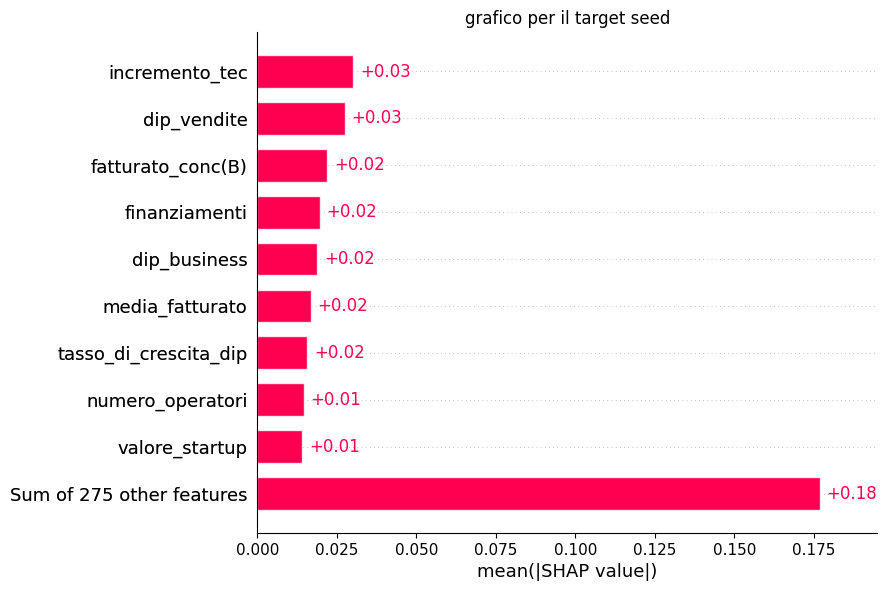 grafico per il target seed
incremento_tec +0.03
dip_vendite +0.03
fatturato_conc(B) +0.02
finanziamenti +0.02
dip_business +0.02
media_fatturato +0.02
tasso_di_crescita_dip +0.02
numero_operatori +0.01
valore_startup +0.01
Sum of 275 other features +0.18
0.000 0.025 0.050 0.075 0.100 0.125 0.150 0.175
mean(|SHAP value|)